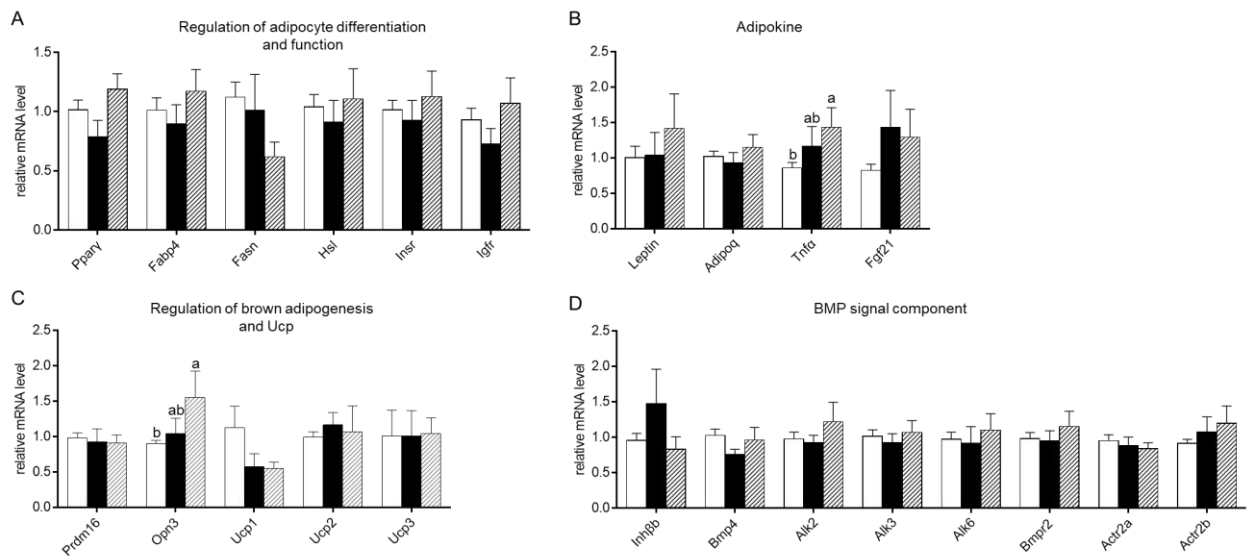 A
Regulation of adipocyte differentiation
and function
relative mRNA level
1.5
1.0
0.5
0.0
Pparγ
Fabp4
Fasn
Hsl
Insr
Igfr
B
Adipokine
relative mRNA level
2.5
2.0
1.5
1.0
0.5
0.0
b
ab
a
Leptin
Adipoq
Tnfα
Fgf21
C
Regulation of brown adipogenesis
and Ucp
relative mRNA level
2.5
2.0
1.5
1.0
0.5
0.0
b
ab
a
Prdm16
Opn3
Ucp1
Ucp2
Ucp3
D
BMP signal component
relative mRNA level
2.5
2.0
1.5
1.0
0.5
0.0
Inhβb
Bmp4
Alk2
Alk3
Alk6
Bmpr2
Actr2a
Actr2b